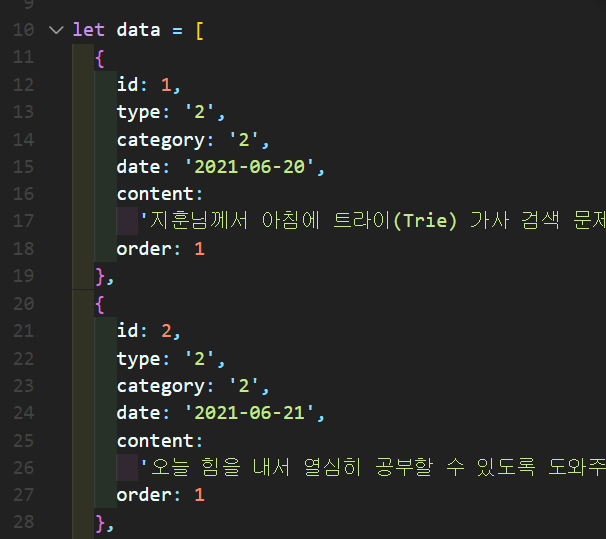 10 let data = [
11 {
12 id: 1,
13 type: '2',
14 category: '2',
15 date: '2021-06-20',
16 content:
17 '지훈님께서 아침에 트라이(Trie) 가사 검색 문제
18 order: 1
19 },
20 {
21 id: 2,
22 type: '2',
23 category: '2',
24 date: '2021-06-21',
25 content:
26 '오늘 힘을 내서 열심히 공부할 수 있도록 도와주
27 order: 1
28 },